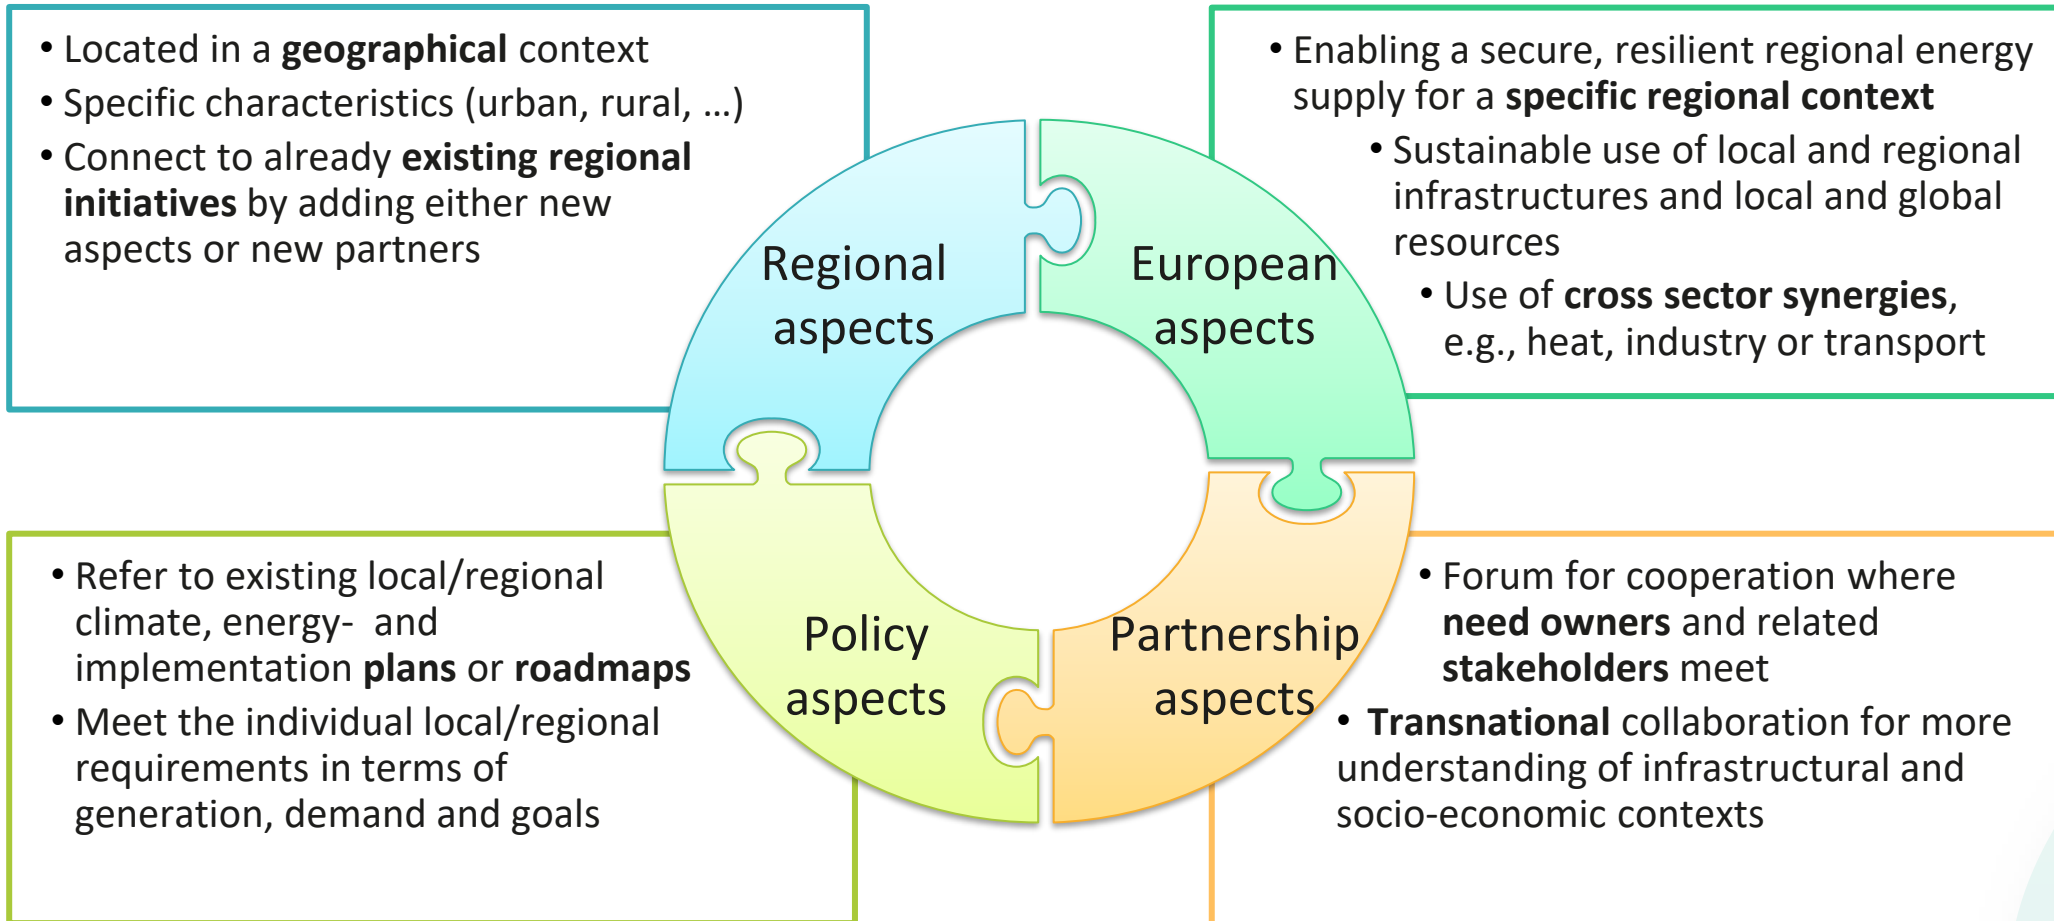 • Located in a geographical context
• Specific characteristics (urban, rural, …)
• Connect to already existing regional
initiatives by adding either new
aspects or new partners
• Enabling a secure, resilient regional energy
supply for a specific regional context
• Sustainable use of local and regional
infrastructures and local and global
resources
• Use of cross sector synergies,
e.g., heat, industry or transport
Regional
aspects
European
aspects
Policy
aspects
Partnership
aspects
• Refer to existing local/regional
climate, energy- and
implementation plans or roadmaps
• Meet the individual local/regional
requirements in terms of
generation, demand and goals
• Forum for cooperation where
need owners and related
stakeholders meet
• Transnational collaboration for more
understanding of infrastructural and
socio-economic contexts